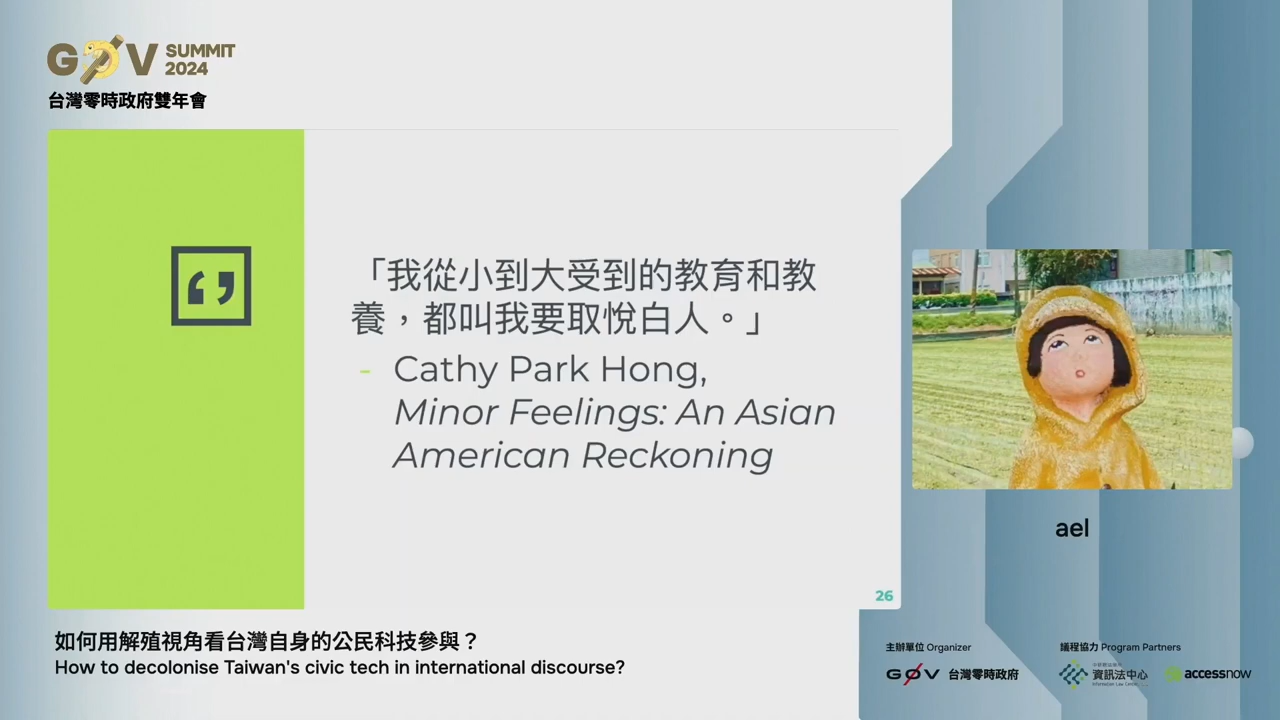 GØV SUMMIT
2024
台灣零時政府雙年會
「我從小到大受到的教育和教
養，都叫我要取悅白人。」
- Cathy Park Hong,
Minor Feelings: An Asian
American Reckoning
26
ael
如何用解殖視角看台灣自身的公民科技參與？
How to decolonise Taiwan's civic tech in international discourse?
主辦單位 Organizer
GØV 台灣零時政府
議程協力 Program Partners
資訊法中心
accessnow